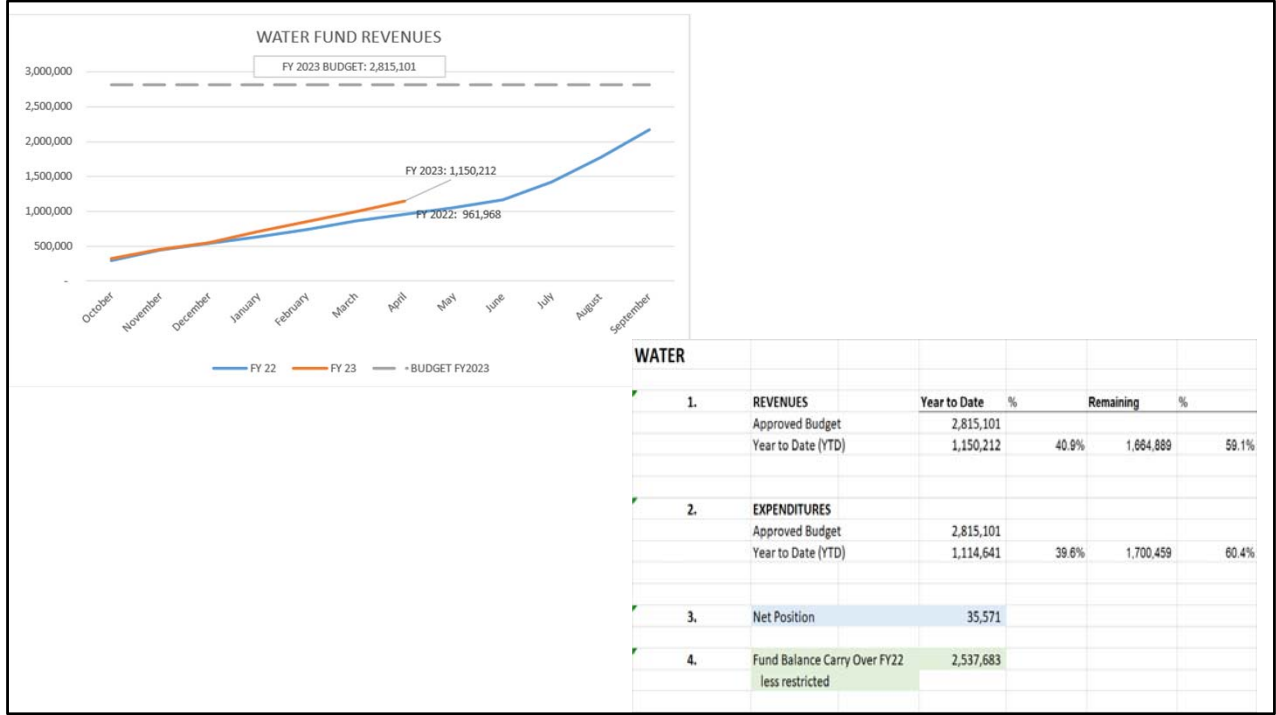 WATER FUND REVENUES
FY 2023 BUDGET: 2,815,101
3,000,000
2,500,000
2,000,000
1,500,000
1,000,000
500,000
-
FY 2023: 1,150,212
FY 2022: 961,968
October November December January February March April May June July August September
FY 22 FY 23 BUDGET FY2023
WATER
1. REVENUES Year to Date % Remaining %
Approved Budget 2,815,101
Year to Date (YTD) 1,150,212 40.9% 1,664,889 59.1%
2. EXPENDITURES
Approved Budget 2,815,101
Year to Date (YTD) 1,114,641 39.6% 1,700,459 60.4%
3. Net Position 35,571
4. Fund Balance Carry Over FY22 2,537,683
less restricted